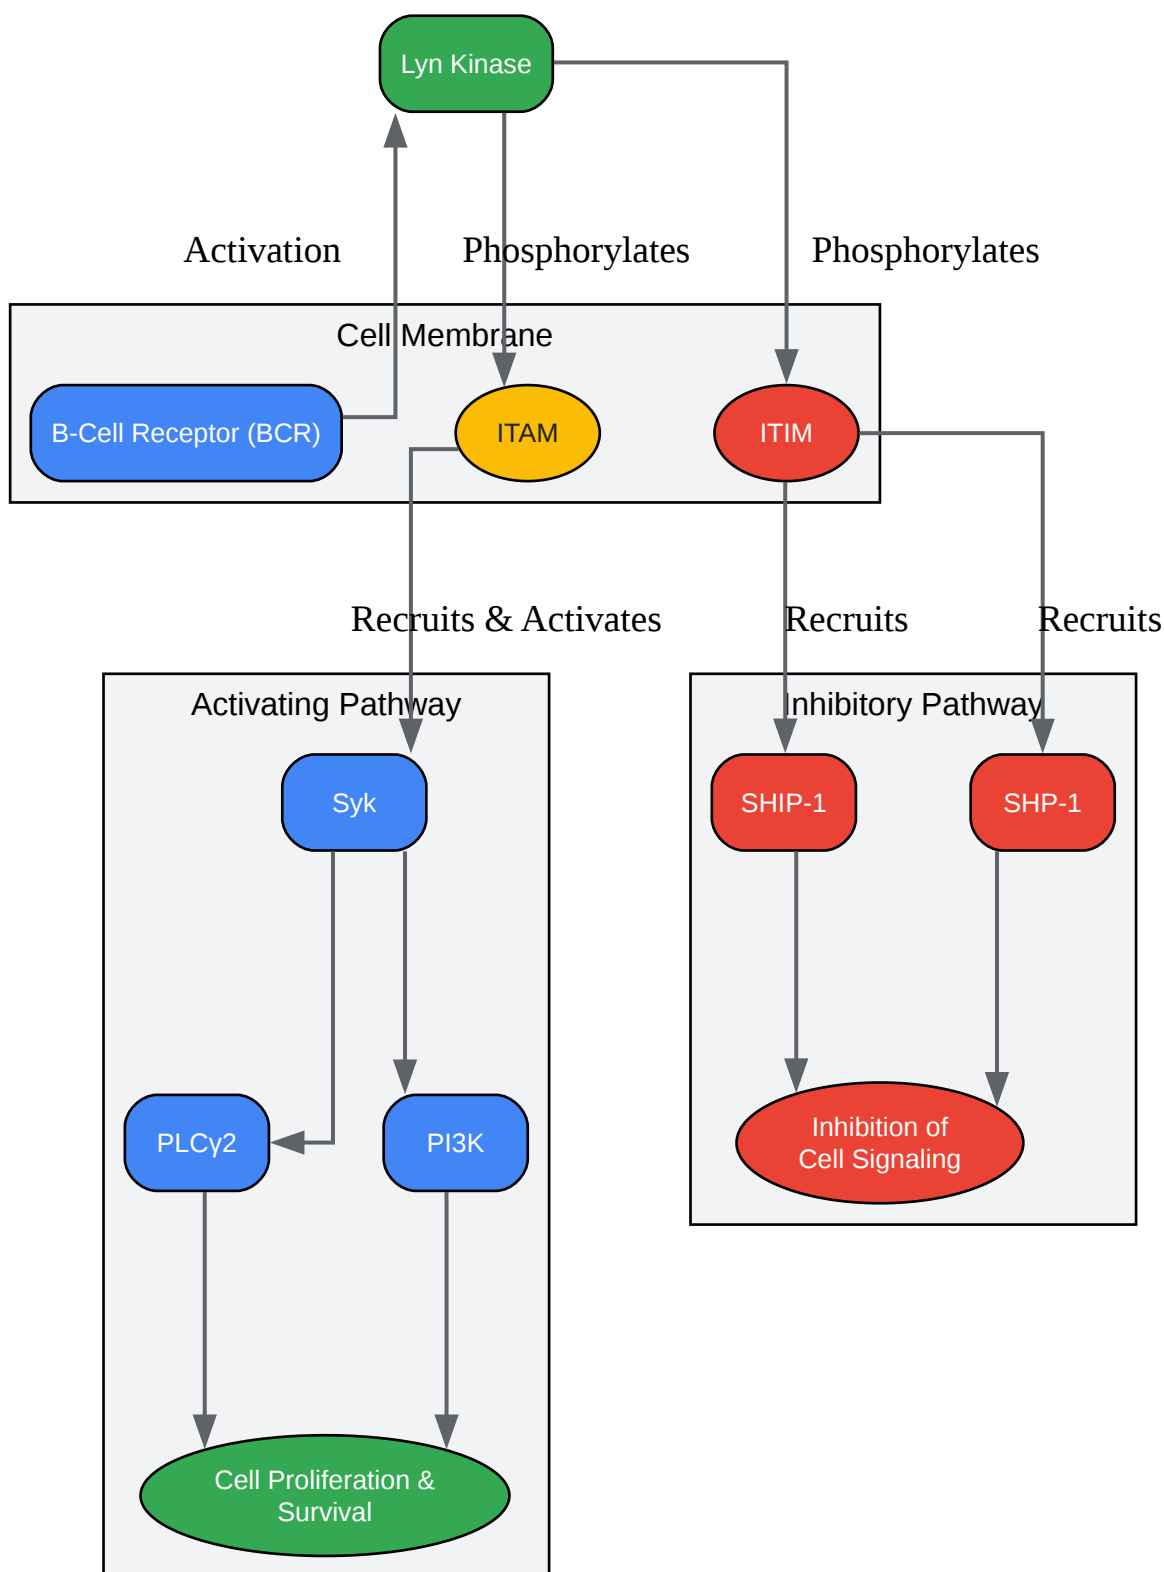 Lyn Kinase
Activation
Phosphorylates
Phosphorylates
Cell Membrane
B-Cell Receptor (BCR)
ITAM
ITIM
Recruits & Activates
Recruits
Recruits
Activating Pathway
Inhibitory Pathway
Syk
SHIP-1
SHP-1
PLCγ2
PI3K
Inhibition of
Cell Signaling
Cell Proliferation &
Survival